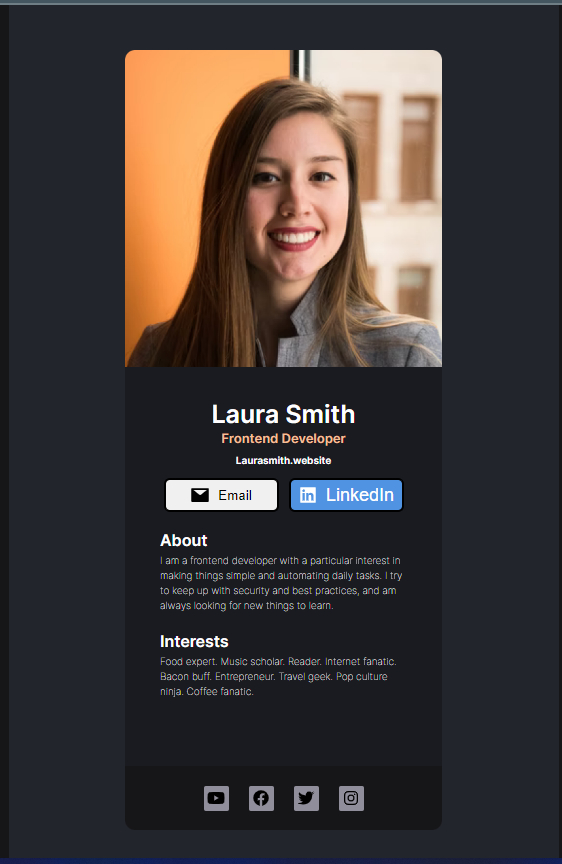 Laura Smith
Frontend Developer
Laurasmith.website
Email
LinkedIn
About
I am a frontend developer with a particular interest in
making things simple and automating daily tasks. I try
to keep up with security and best practices, and am
always looking for new things to learn.
Interests
Food expert. Music scholar. Reader. Internet fanatic.
Bacon buff. Entrepreneur. Travel geek. Pop culture
ninja. Coffee fanatic.